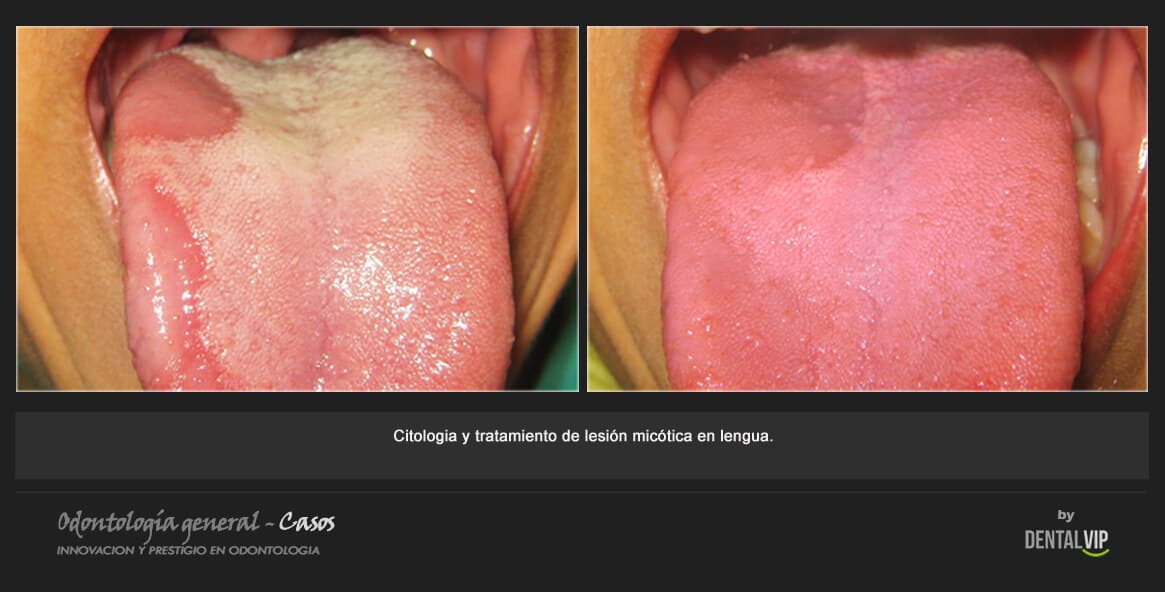 Citologia y tratamiento de lesión micótica en lengua.
Odontología general - Casos
INNOVACION Y PRESTIGIO EN ODONTOLOGIA
by
DENTALVIP